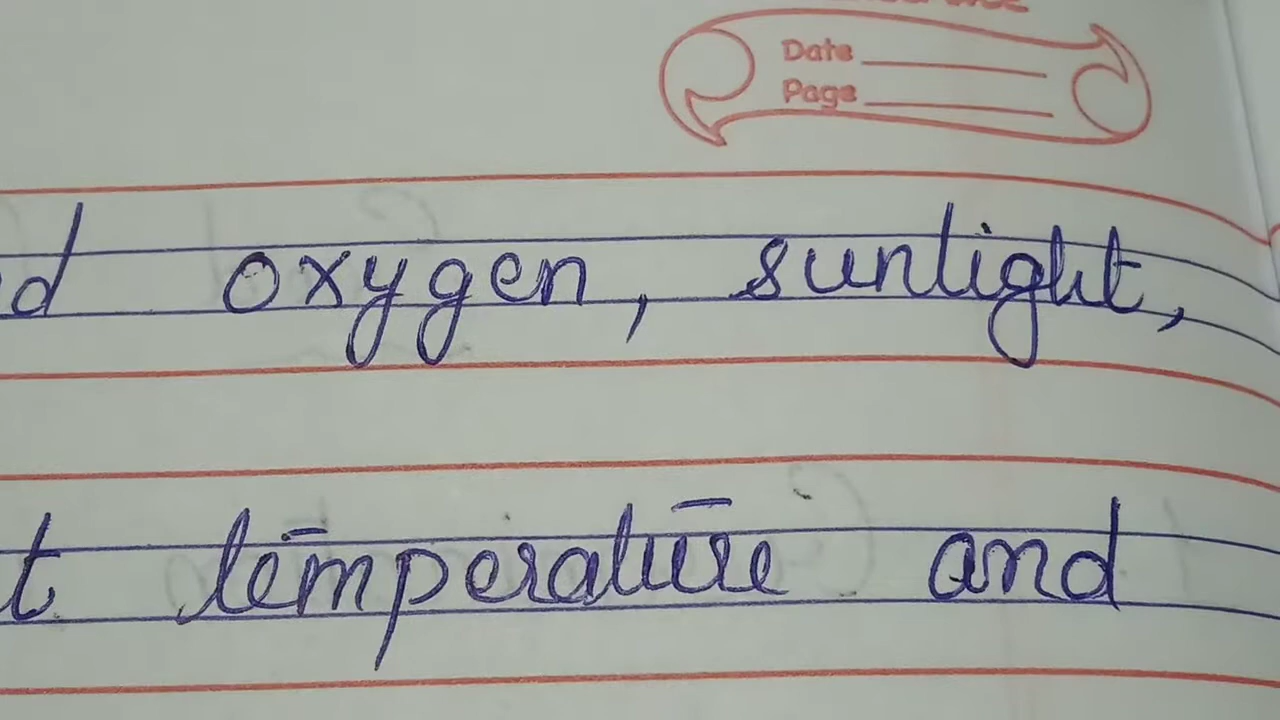 Date
Page
d oxygen, sunlight,
t temperature and